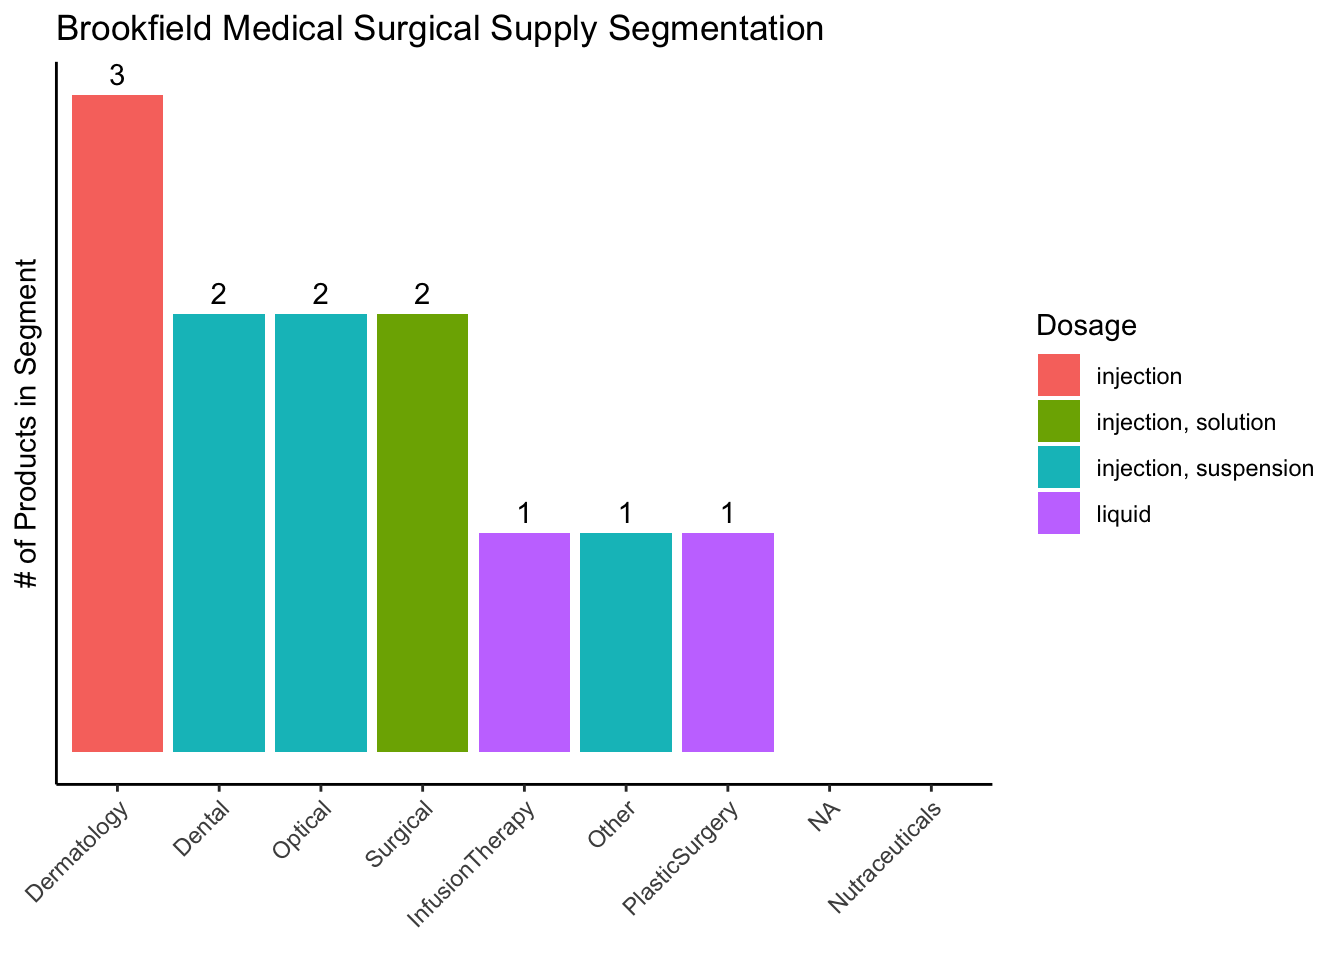 Brookfield Medical Surgical Supply Segmentation
3
2
2
2
1
1
1
# of Products in Segment
Dermatology
Dental
Optical
Surgical
InfusionTherapy
Other
PlasticSurgery
NA
Nutraceuticals
Dosage
injection
injection, solution
injection, suspension
liquid